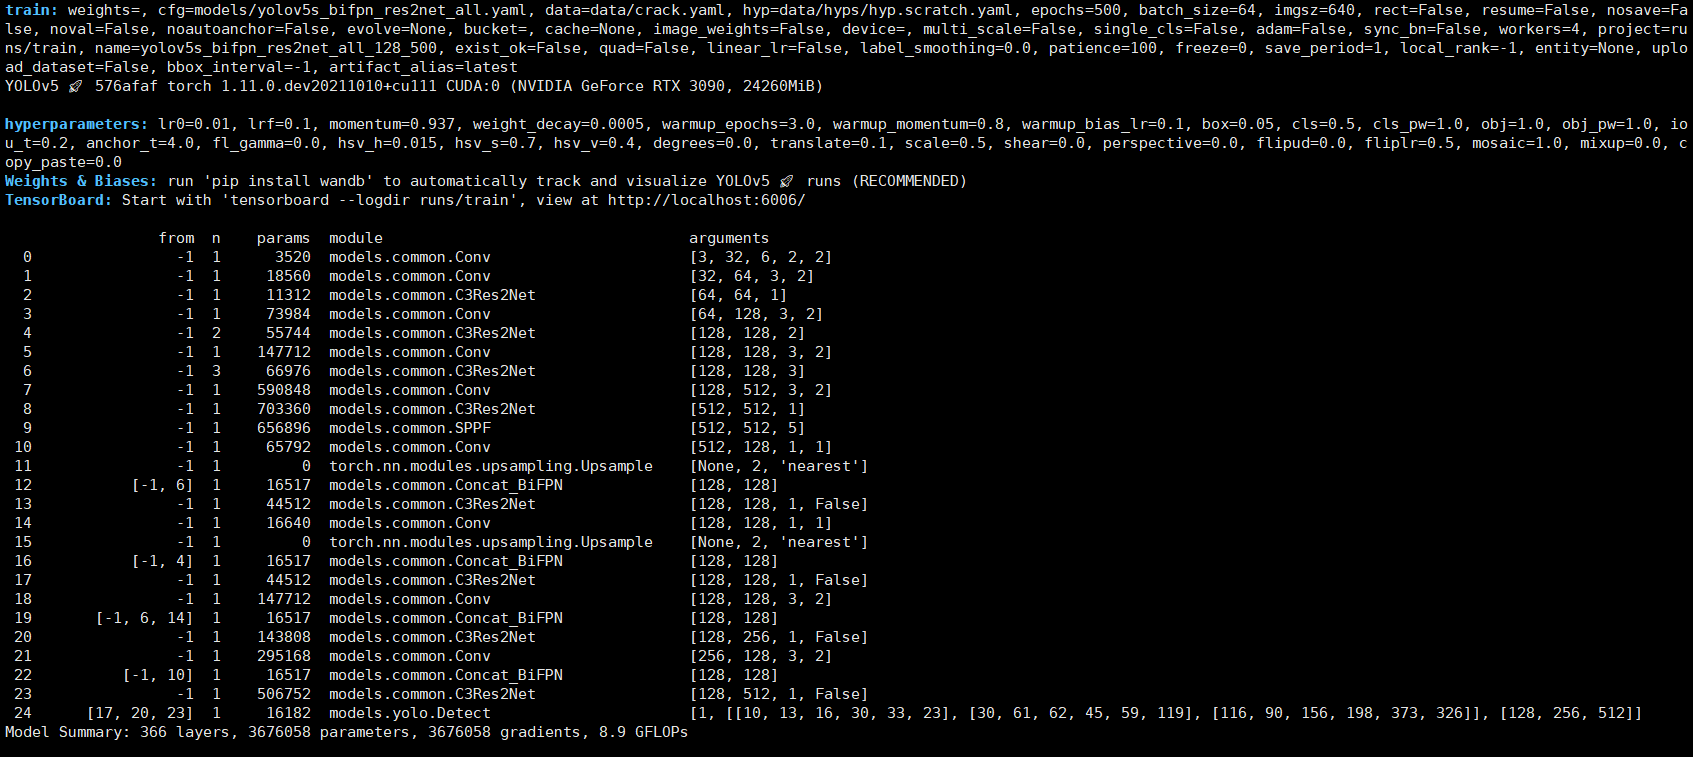 train: weights=, cfg=models/yolov5s_bifpn_res2net_all.yaml, data=data/crack.yaml, hyp=data/hyps/hyp.scratch.yaml, epochs=500, batch_size=64, imgsz=640, rect=False, resume=False, nosave=Fa
lse, noval=False, noautoanchor=False, evolve=None, bucket=, cache=None, image_weights=False, device=, multi_scale=False, single_cls=False, adam=False, sync_bn=False, workers=4, project=ru
ns/train, name=yolov5s_bifpn_res2net_all_128_500, exist_ok=False, quad=False, linear_lr=False, label_smoothing=0.0, patience=100, freeze=0, save_period=1, local_rank=-1, entity=None, uplo
ad_dataset=False, bbox_interval=-1, artifact_alias=latest
YOLOv5 🚀 576afaf torch 1.11.0.dev20211010+cu111 CUDA:0 (NVIDIA GeForce RTX 3090, 24260MiB)
hyperparameters: lr0=0.01, lrf=0.1, momentum=0.937, weight_decay=0.0005, warmup_epochs=3.0, warmup_momentum=0.8, warmup_bias_lr=0.1, box=0.05, cls=0.5, cls_pw=1.0, obj=1.0, obj_pw=1.0, io
u_t=0.2, anchor_t=4.0, fl_gamma=0.0, hsv_h=0.015, hsv_s=0.7, hsv_v=0.4, degrees=0.0, translate=0.1, scale=0.5, shear=0.0, perspective=0.0, flipud=0.0, fliplr=0.5, mosaic=1.0, mixup=0.0, c
opy_paste=0.0
Weights & Biases: run 'pip install wandb' to automatically track and visualize YOLOv5 🚀 runs (RECOMMENDED)
TensorBoard: Start with 'tensorboard --logdir runs/train', view at http://localhost:6006/
from n params module arguments
0 -1 1 3520 models.common.Conv [3, 32, 6, 2, 2]
1 -1 1 18560 models.common.Conv [32, 64, 3, 2]
2 -1 1 11312 models.common.C3Res2Net [64, 64, 1]
3 -1 1 73984 models.common.Conv [64, 128, 3, 2]
4 -1 2 55744 models.common.C3Res2Net [128, 128, 2]
5 -1 1 147712 models.common.Conv [128, 128, 3, 2]
6 -1 3 66976 models.common.C3Res2Net [128, 128, 3]
7 -1 1 590848 models.common.Conv [128, 512, 3, 2]
8 -1 1 703360 models.common.C3Res2Net [512, 512, 1]
9 -1 1 656896 models.common.SPPF [512, 512, 5]
10 -1 1 65792 models.common.Conv [512, 128, 1, 1]
11 -1 1 0 torch.nn.modules.upsampling.Upsample [None, 2, 'nearest']
12 [-1, 6] 1 16517 models.common.Concat_BiFPN [128, 128]
13 -1 1 44512 models.common.C3Res2Net [128, 128, 1, False]
14 -1 1 16640 models.common.Conv [128, 128, 1, 1]
15 -1 1 0 torch.nn.modules.upsampling.Upsample [None, 2, 'nearest']
16 [-1, 4] 1 16517 models.common.Concat_BiFPN [128, 128]
17 -1 1 44512 models.common.C3Res2Net [128, 128, 1, False]
18 -1 1 147712 models.common.Conv [128, 128, 3, 2]
19 [-1, 6, 14] 1 16517 models.common.Concat_BiFPN [128, 128]
20 -1 1 143808 models.common.C3Res2Net [128, 256, 1, False]
21 -1 1 295168 models.common.Conv [256, 128, 3, 2]
22 [-1, 10] 1 16517 models.common.Concat_BiFPN [128, 128]
23 -1 1 506752 models.common.C3Res2Net [128, 512, 1, False]
24 [17, 20, 23] 1 16182 models.yolo.Detect [1, [[10, 13, 16, 30, 33, 23], [30, 61, 62, 45, 59, 119], [116, 90, 156, 198, 373, 326]], [128, 256, 512]]
Model Summary: 366 layers, 3676058 parameters, 3676058 gradients, 8.9 GFLOPs